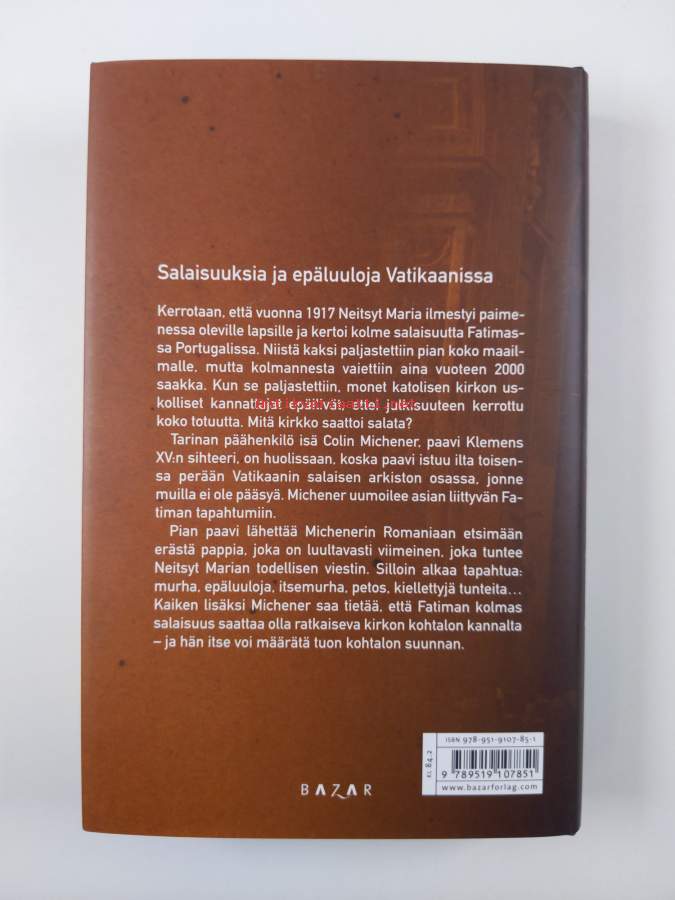 Salaisuuksia ja epäluuloja Vatikaanissa
Kerrotaan, että vuonna 1917 Neitsyt Maria ilmestyi paime-
nessa oleville lapsille ja kertoi kolme salaisuutta Fatimas-
sa Portugalissa. Niistä kaksi paljastettiin pian koko maail-
malle, mutta kolmannesta vaiettiin aina vuoteen 2000
saakka. Kun se paljastettiin, monet katolisen kirkon us-
kolliset kannattajat epäilivät, ettei julkisuuteen kerrottu
koko totuutta. Mitä kirkko saattoi salata?
Tarinan päähenkilö isä Colin Michener, paavi Klemens
XV:n sihteeri, on huolissaan, koska paavi istuu ilta toisen-
sa perään Vatikaanin salaisen arkiston osassa, jonne
muilla ei ole pääsyä. Michener uumoilee asian liittyvän Fa-
timan tapahtumiin.
Pian paavi lähettää Michenerin Romaniaan etsimään
erästä pappia, joka on luultavasti viimeinen, joka tuntee
Neitsyt Marian todellisen viestin. Silloin alkaa tapahtua:
murha, epäluuloja, itsemurha, petos, kiellettyjä tunteita...
Kaiken lisäksi Michener saa tietää, että Fatiman kolmas
salaisuus saattaa olla ratkaiseva kirkon kohtalon kannalta
– ja hän itse voi määrätä tuon kohtalon suunnan.
BAZAR
KL 84.2
ISBN 978-951-9107-85-1
9 789519 107851
www.bazarforlag.com